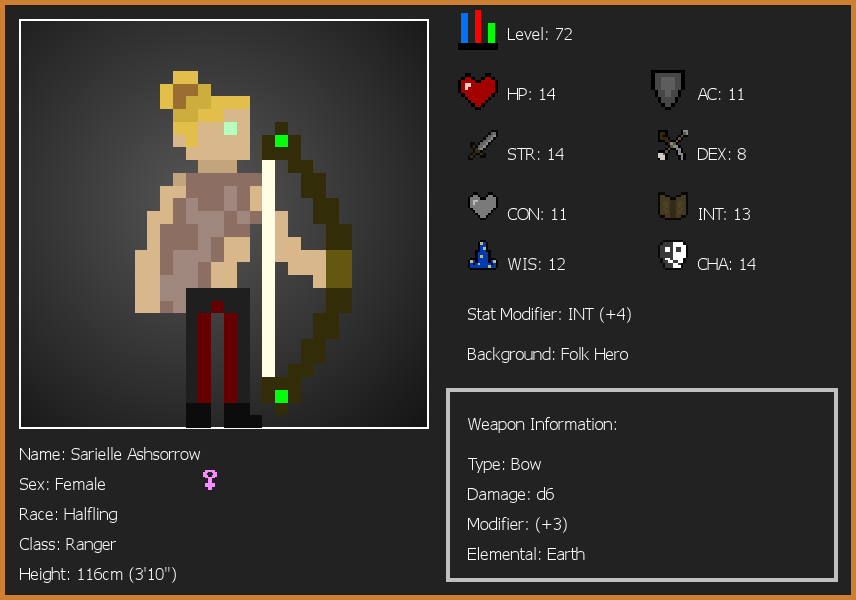 Level: 72
HP: 14
AC: 11
STR: 14
DEX: 8
CON: 11
INT: 13
WIS: 12
CHA: 14
Stat Modifier: INT (+4)
Background: Folk Hero
Weapon Information:
Type: Bow
Damage: d6
Modifier: (+3)
Elemental: Earth
Name: Sarielle Ashsorrow
Sex: Female
Race: Halfling
Class: Ranger
Height: 116cm (3'10")